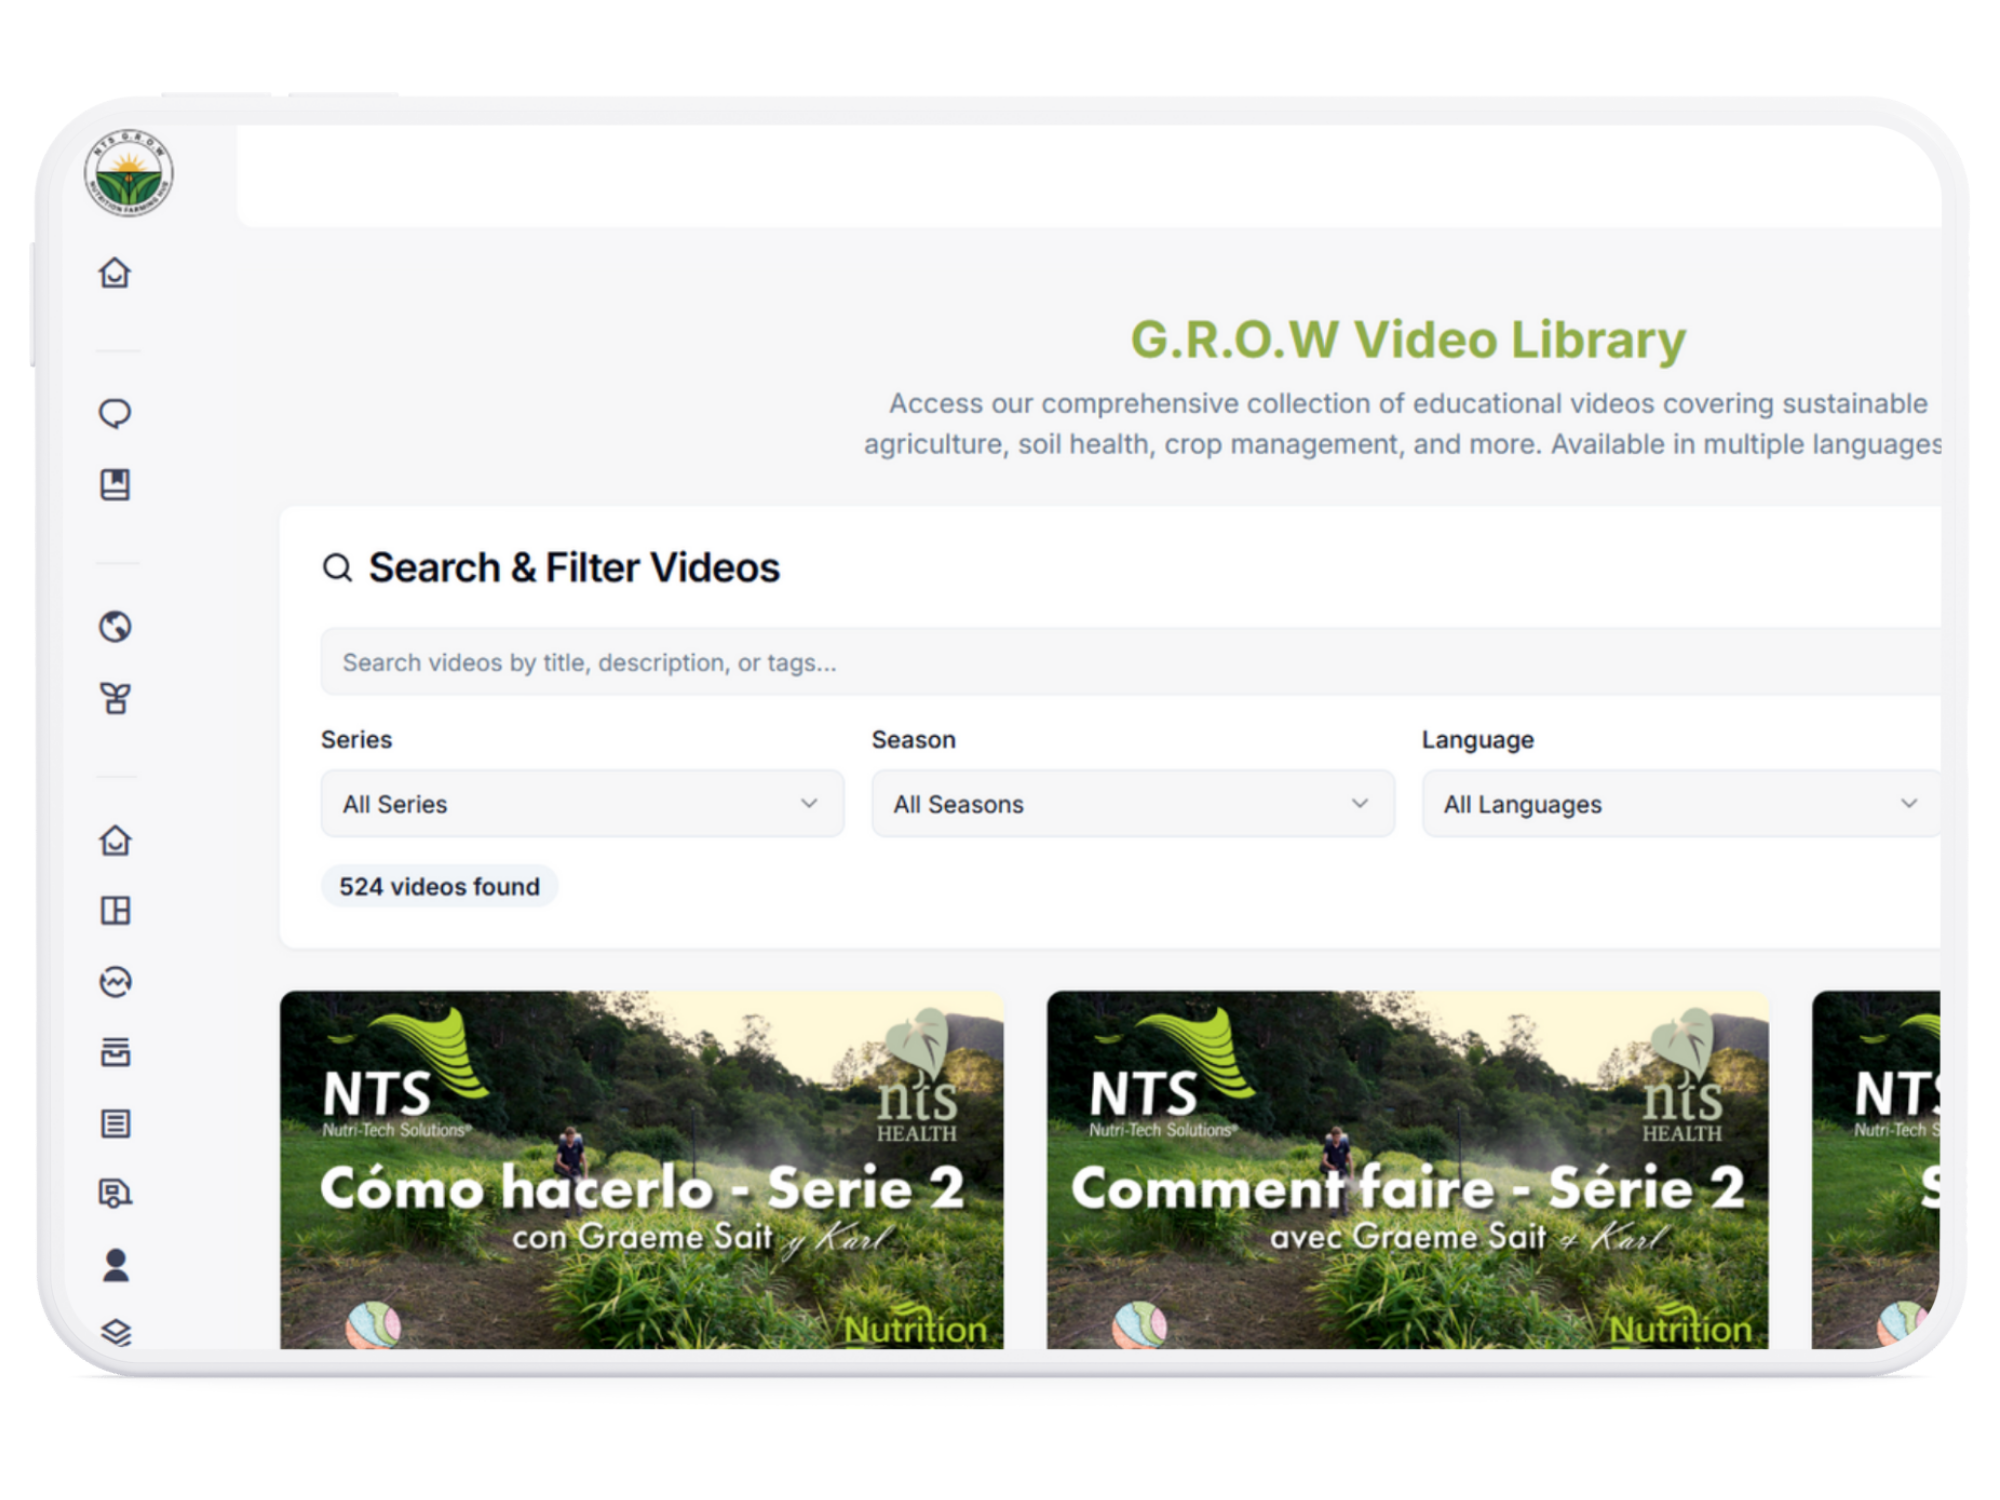 NTS G.R.O.W
NUTRITION FARMING HUB
G.R.O.W Video Library
Access our comprehensive collection of educational videos covering sustainable
agriculture, soil health, crop management, and more. Available in multiple languages
Search & Filter Videos
Search videos by title, description, or tags...
Series
Season
Language
All Series
All Seasons
All Languages
524 videos found
NTS
Nutri-Tech Solutions®
nts
HEALTH
Cómo hacerlo - Serie 2
con Graeme Sait y Karl
Nutrition
NTS
Nutri-Tech Solutions®
nts
HEALTH
Comment faire - Série 2
avec Graeme Sait & Karl
Nutrition
NTS
Nutri-Tech S
S